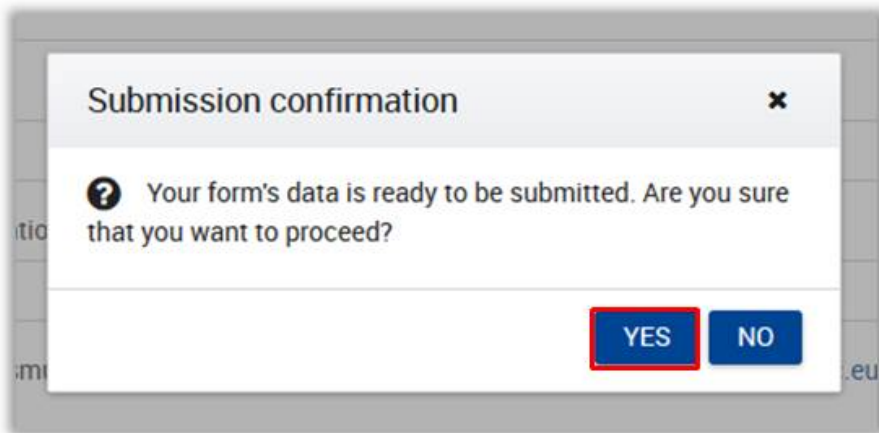 Submission confirmation
Your form's data is ready to be submitted. Are you sure
that you want to proceed?
YES NO
.eu